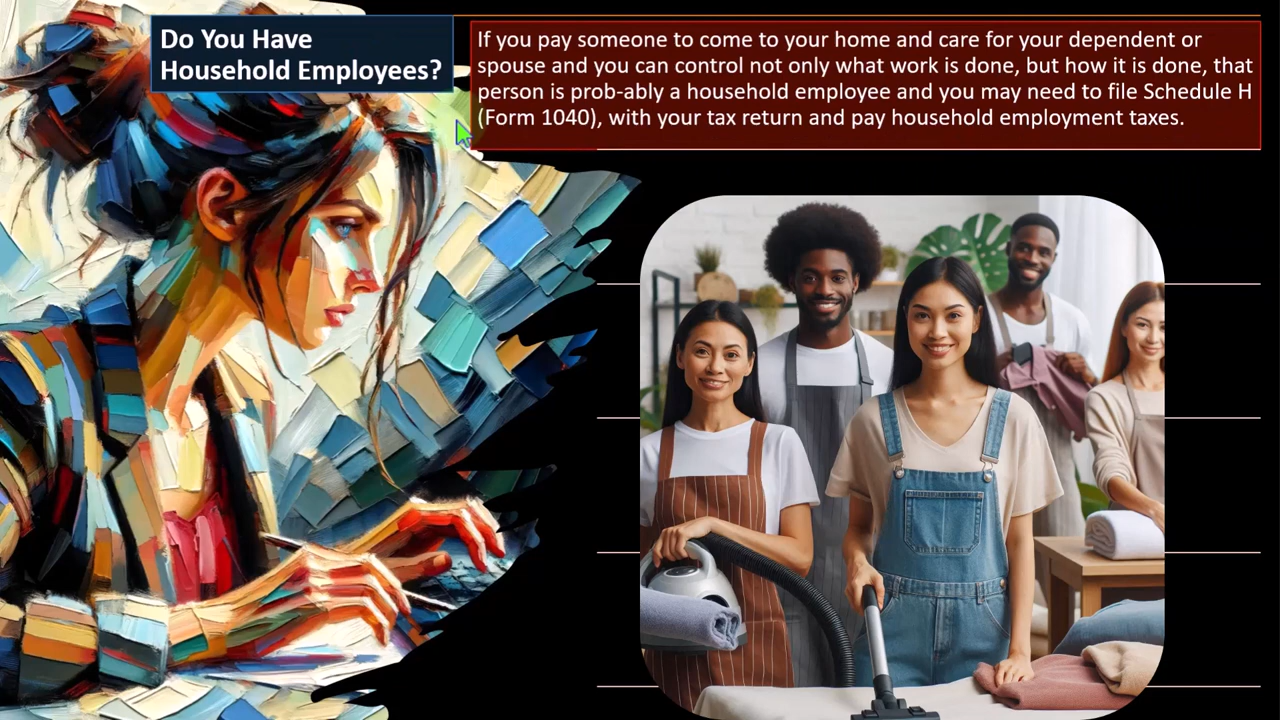 Do You Have
Household Employees?
If you pay someone to come to your home and care for your dependent or
spouse and you can control not only what work is done, but how it is done, that
person is prob-ably a household employee and you may need to file Schedule H
(Form 1040), with your tax return and pay household employment taxes.